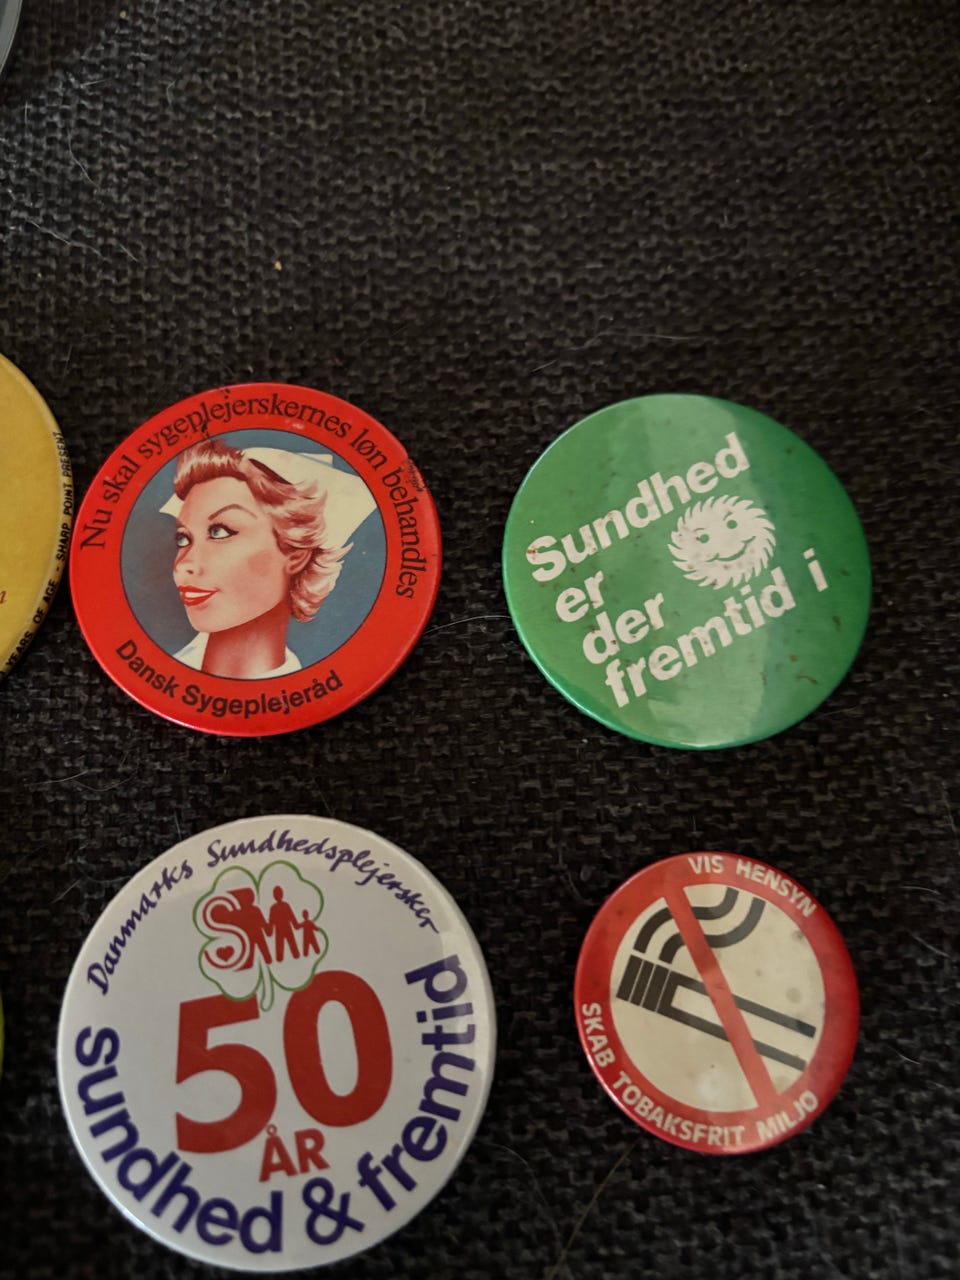 YEARS OF AGE - SHARP POINT PRESENT
Nu skal sygeplejerskernes løn behandles
Dansk Sygeplejeråd
Sundhed
er
der
fremtid i
Danmarks Sundhedsplejersker
50
ÅR
Sundhed & fremtid
VIS HENSYN
SKAB TOBAKSFRIT MILJØ